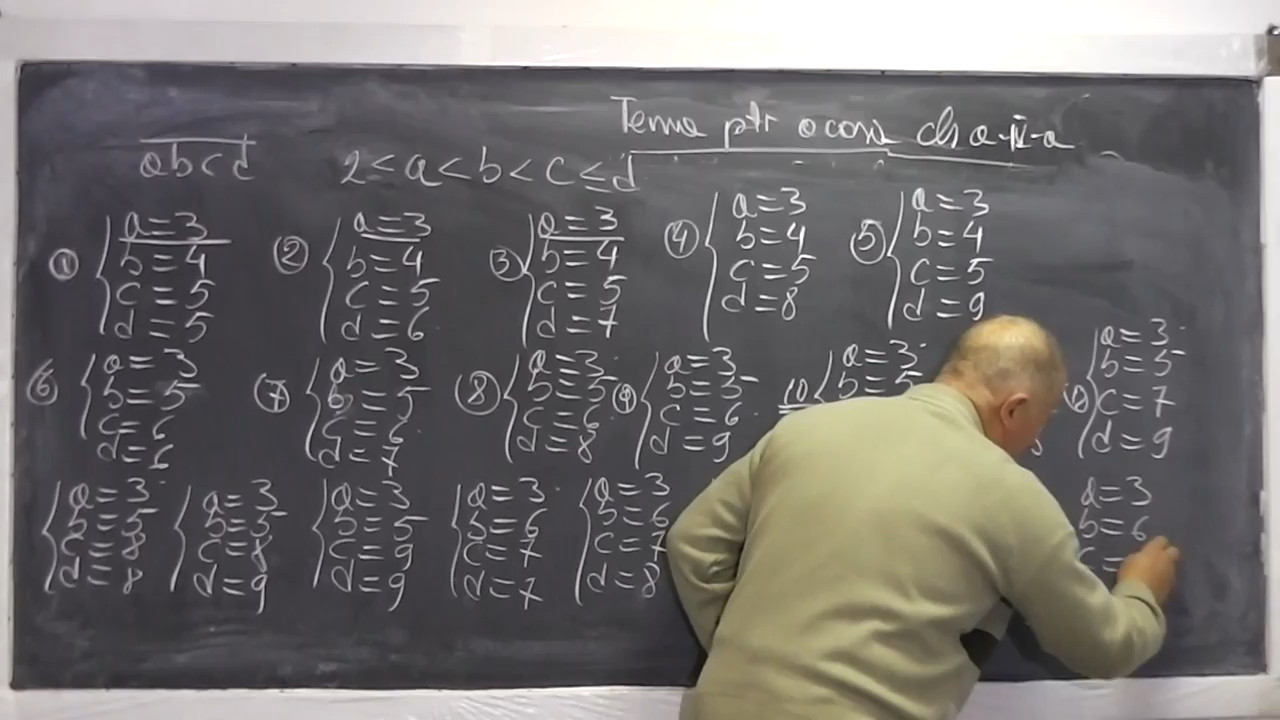 Tema ptr acasă cls a-IV-a
abcd 2 < a < b < c ≤ d
① a = 3
b = 4
c = 5
d = 5
② a = 3
b = 4
c = 5
d = 6
③ a = 3
b = 4
c = 5
d = 7
④ a = 3
b = 4
c = 5
d = 8
⑤ a = 3
b = 4
c = 5
d = 9
⑥ a = 3
b = 5
c = 6
d = 6
⑦ a = 3
b = 5
c = 6
d = 7
⑧ a = 3
b = 5
c = 6
d = 8
⑨ a = 3
b = 5
c = 6
d = 9
10 a = 3
b = 5
a = 3
b = 5
c = 7
d = 9
a = 3
b = 5
c = 8
d = 8
a = 3
b = 5
c = 8
d = 9
a = 3
b = 5
c = 9
d = 9
a = 3
b = 6
c = 7
d = 7
a = 3
b = 6
c = 7
d = 8
a = 3
b = 6
c =